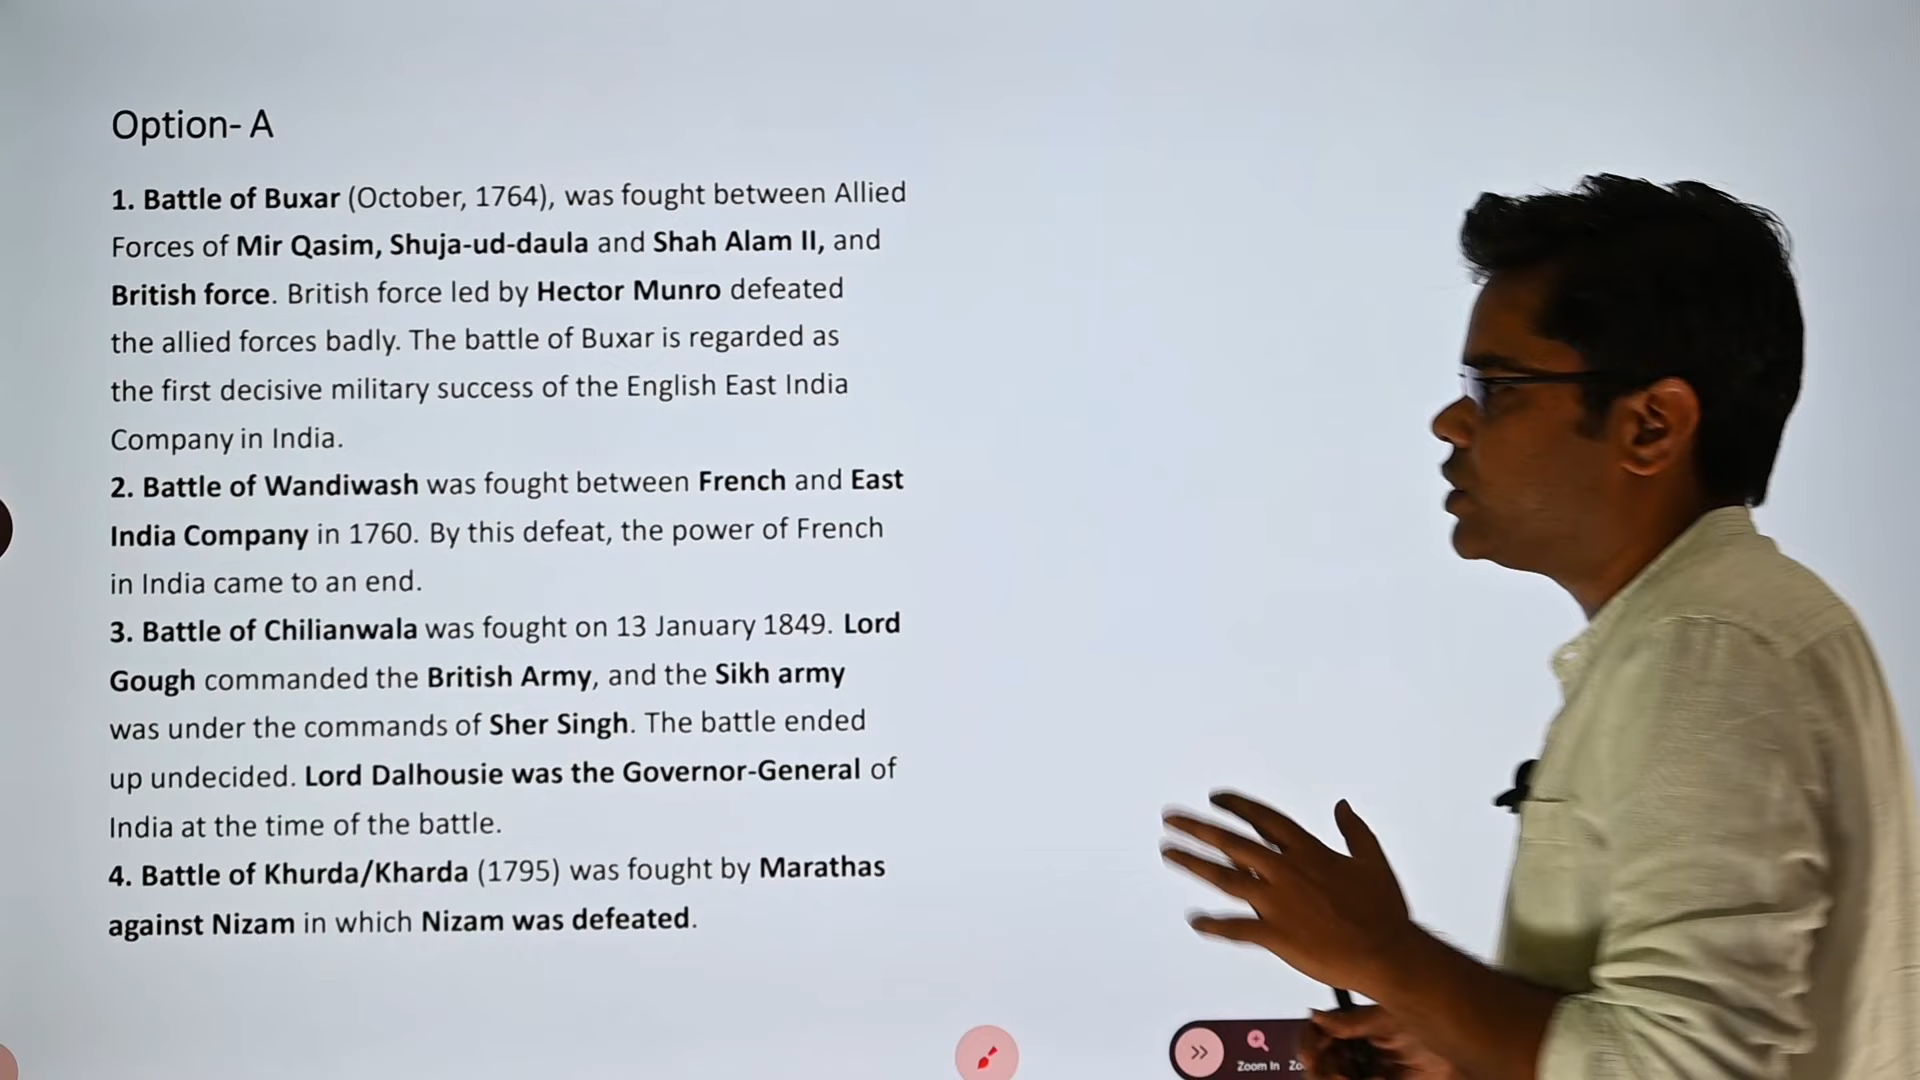 Option- A
1. Battle of Buxar (October, 1764), was fought between Allied
Forces of Mir Qasim, Shuja-ud-daula and Shah Alam II, and
British force. British force led by Hector Munro defeated
the allied forces badly. The battle of Buxar is regarded as
the first decisive military success of the English East India
Company in India.
2. Battle of Wandiwash was fought between French and East
India Company in 1760. By this defeat, the power of French
in India came to an end.
3. Battle of Chilianwala was fought on 13 January 1849. Lord
Gough commanded the British Army, and the Sikh army
was under the commands of Sher Singh. The battle ended
up undecided. Lord Dalhousie was the Governor-General of
India at the time of the battle.
4. Battle of Khurda/Kharda (1795) was fought by Marathas
against Nizam in which Nizam was defeated.
Zoom In